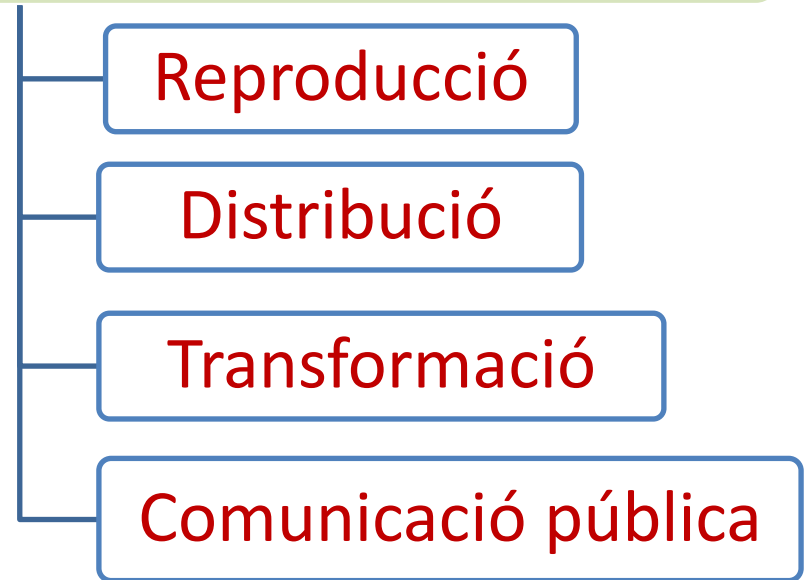 Reproducció
Distribució
Transformació
Comunicació pública